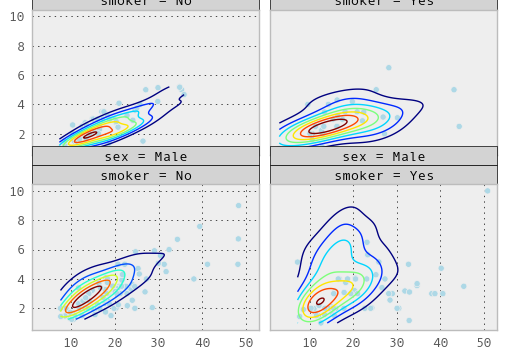 smoker = No smoker = Yes
10
8
6
4
2
sex = Male sex = Male
smoker = No smoker = Yes
10
8
6
4
2
10 20 30 40 50 10 20 30 40 50